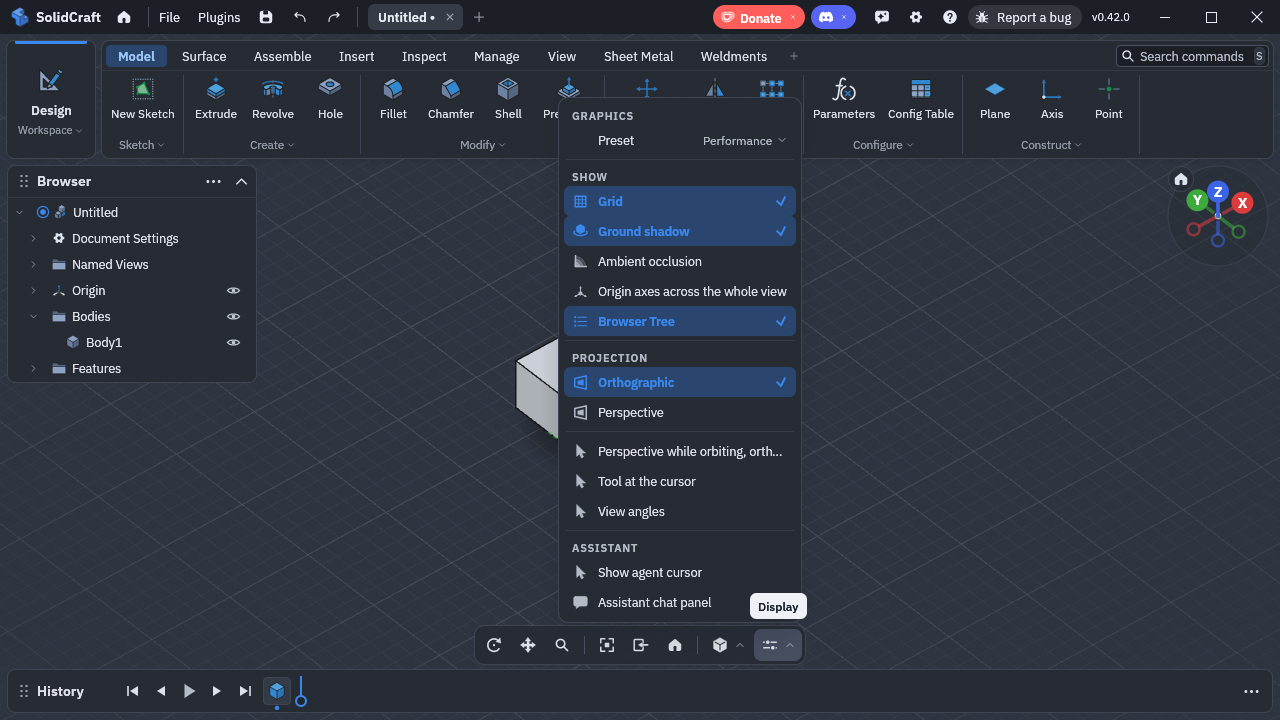 SolidCraft
File
Plugins
Untitled •
Donate
Report a bug
v0.42.0
Design
Workspace
Model
Surface
Assemble
Insert
Inspect
Manage
View
Sheet Metal
Weldments
Search commands
S
New Sketch
Extrude
Revolve
Hole
Fillet
Chamfer
Shell
Parameters
Config Table
Plane
Axis
Point
Sketch
Create
Modify
Configure
Construct
Browser
Untitled
Document Settings
Named Views
Origin
Bodies
Body1
Features
GRAPHICS
Preset
Performance
SHOW
Grid
Ground shadow
Ambient occlusion
Origin axes across the whole view
Browser Tree
PROJECTION
Orthographic
Perspective
Perspective while orbiting, orth...
Tool at the cursor
View angles
ASSISTANT
Show agent cursor
Assistant chat panel
Display
Z
Y
X
History